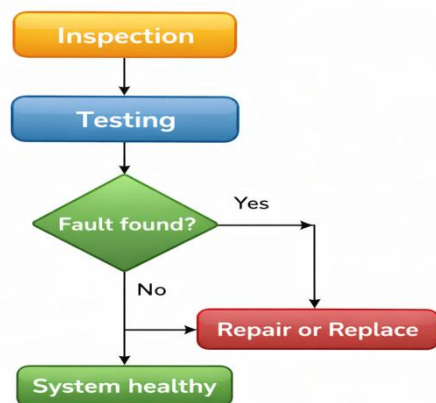 Inspection
Testing
Fault found?
Yes
No
Repair or Replace
System healthy